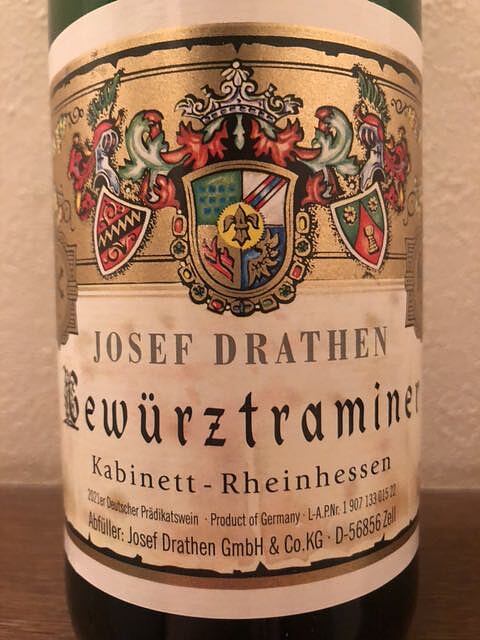 JOSEF DRATHEN
Gewürztraminer
Kabinett - Rheinhessen
2021er Deutscher Prädikatswein · Product of Germany · L-A.P.Nr. 1 907 133 015 22
Abfüller: Josef Drathen GmbH & Co.KG · D-56856 Zell